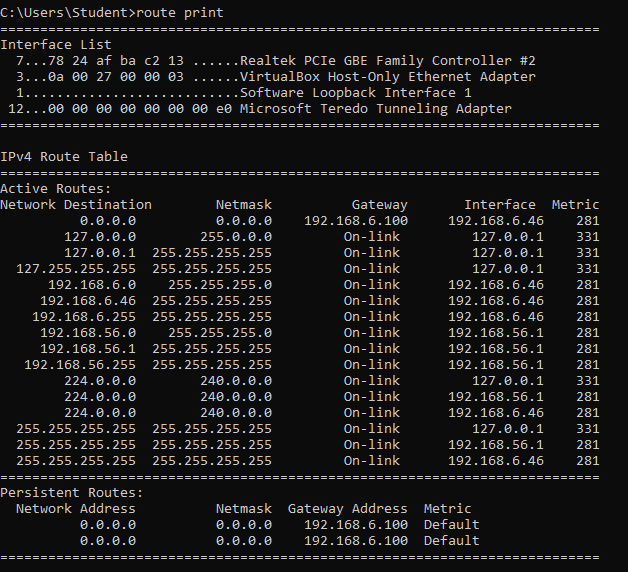 C:\Users\Student>route print
===========================================================================
Interface List
  7...78 24 af ba c2 13 ......Realtek PCIe GBE Family Controller #2
  3...0a 00 27 00 00 03 ......VirtualBox Host-Only Ethernet Adapter
  1...........................Software Loopback Interface 1
 12...00 00 00 00 00 00 00 e0 Microsoft Teredo Tunneling Adapter
===========================================================================
IPv4 Route Table
===========================================================================
Active Routes:
Network Destination        Netmask          Gateway       Interface  Metric
          0.0.0.0          0.0.0.0    192.168.6.100     192.168.6.46    281
        127.0.0.0        255.0.0.0         On-link         127.0.0.1    331
        127.0.0.1  255.255.255.255         On-link         127.0.0.1    331
  127.255.255.255  255.255.255.255         On-link         127.0.0.1    331
      192.168.6.0    255.255.255.0         On-link      192.168.6.46    281
     192.168.6.46  255.255.255.255         On-link      192.168.6.46    281
    192.168.6.255  255.255.255.255         On-link      192.168.6.46    281
     192.168.56.0    255.255.255.0         On-link      192.168.56.1    281
     192.168.56.1  255.255.255.255         On-link      192.168.56.1    281
   192.168.56.255  255.255.255.255         On-link      192.168.56.1    281
        224.0.0.0        240.0.0.0         On-link         127.0.0.1    331
        224.0.0.0        240.0.0.0         On-link      192.168.56.1    281
        224.0.0.0        240.0.0.0         On-link      192.168.6.46    281
  255.255.255.255  255.255.255.255         On-link         127.0.0.1    331
  255.255.255.255  255.255.255.255         On-link      192.168.56.1    281
  255.255.255.255  255.255.255.255         On-link      192.168.6.46    281
===========================================================================
Persistent Routes:
  Network Address          Netmask  Gateway Address  Metric
          0.0.0.0          0.0.0.0    192.168.6.100  Default
          0.0.0.0          0.0.0.0    192.168.6.100  Default
===========================================================================